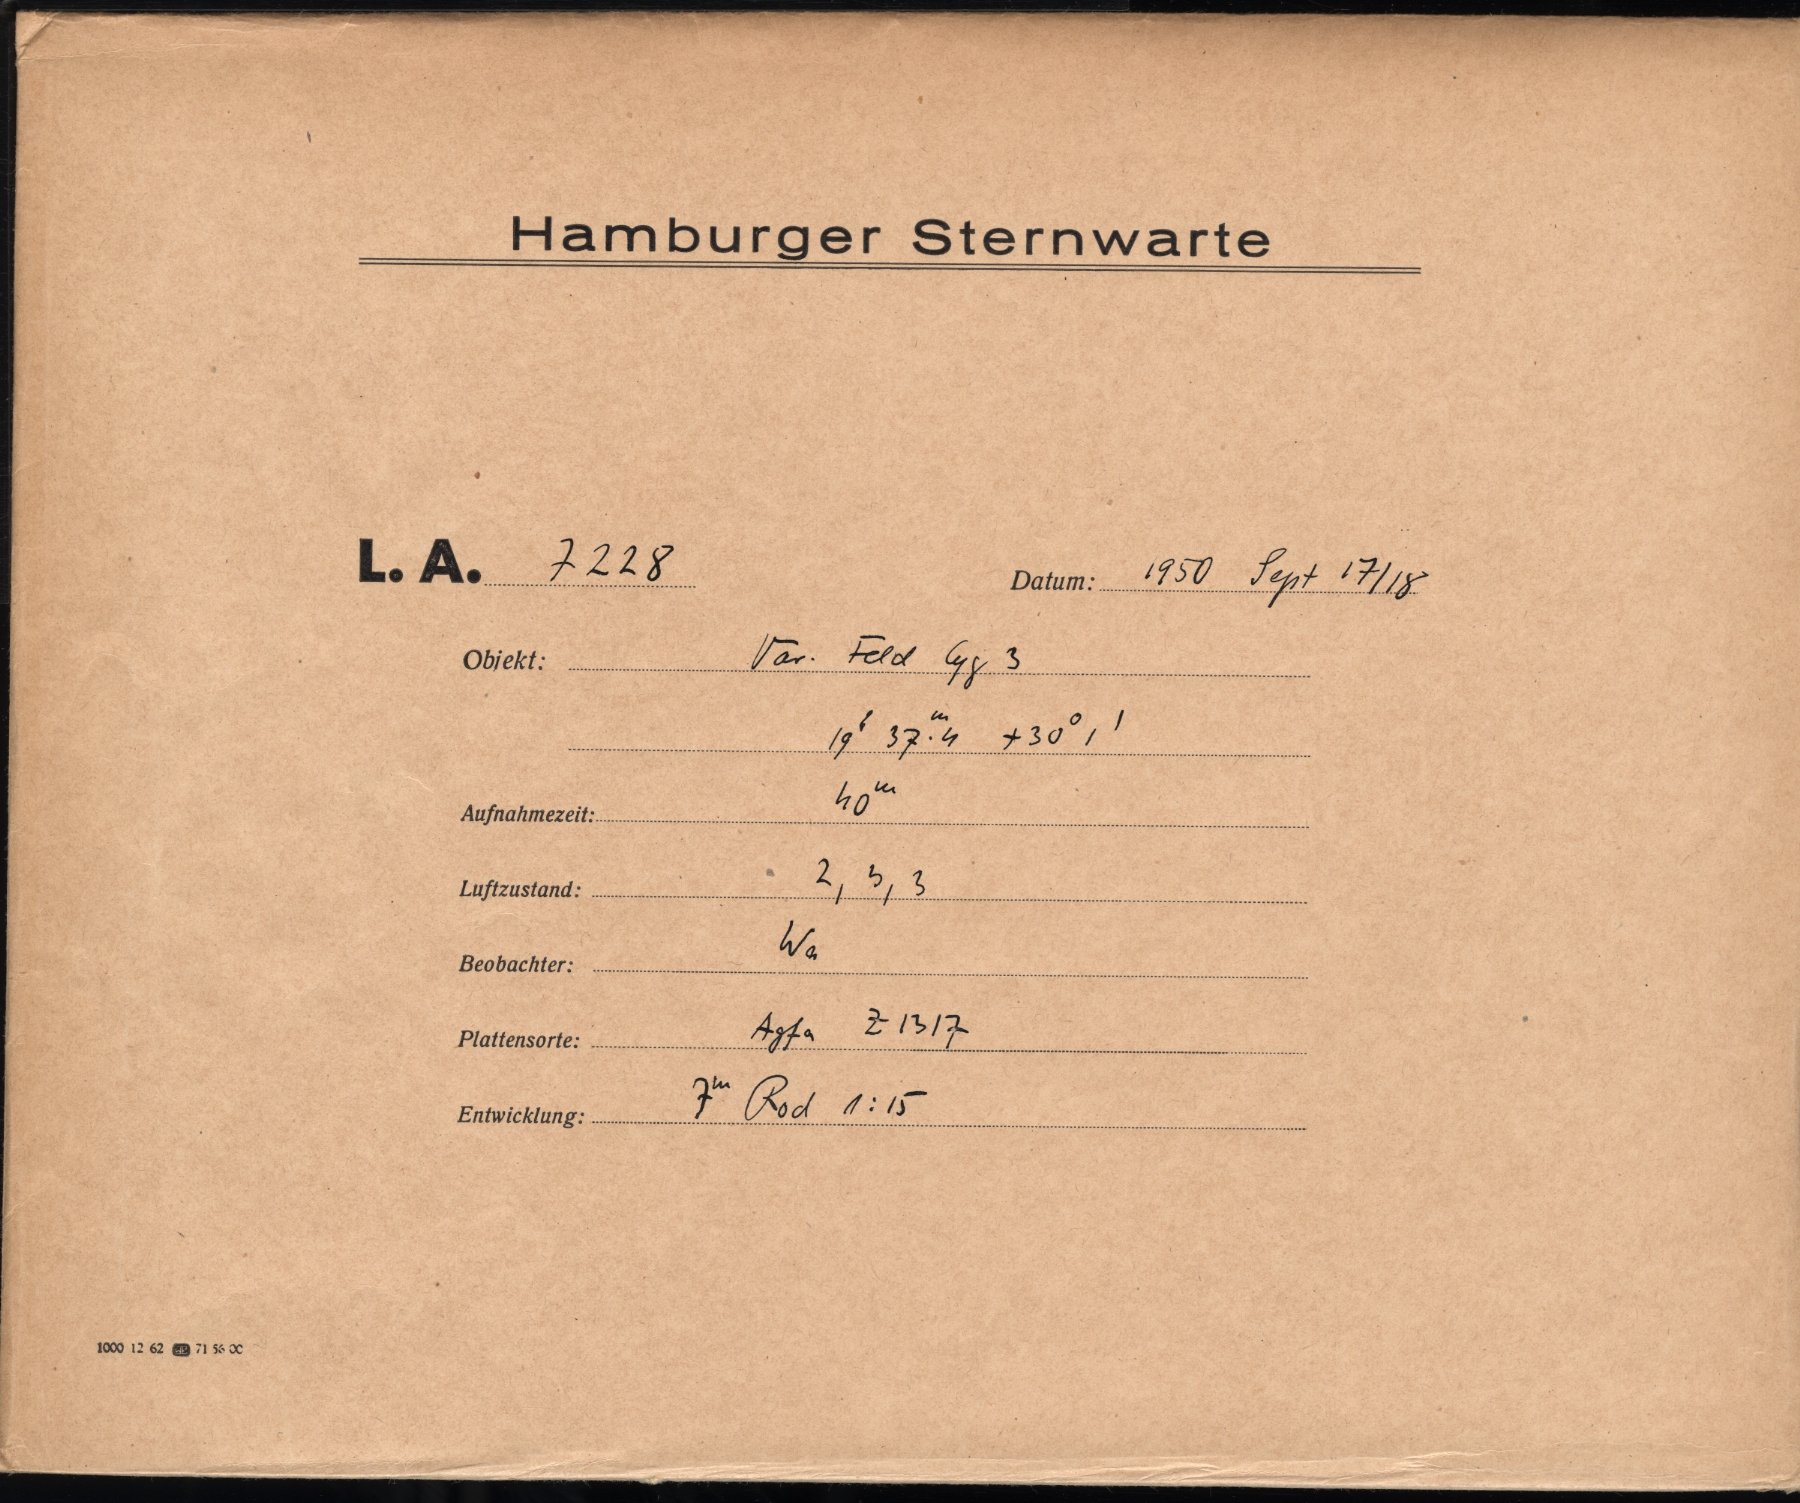 Hamburger Sternwarte
L. A. 7228 Datum: 1950 Sept 17/18
Objekt: Var. Feld Cyg 3
19h 37m.4 +30° 1'
Aufnahmezeit: 40m
Luftzustand: 2, 3, 3
Beobachter: Wa
Plattensorte: Agfa Z 1317
Entwicklung: 7m Rod 1:15
1000 12 62 71 56 00